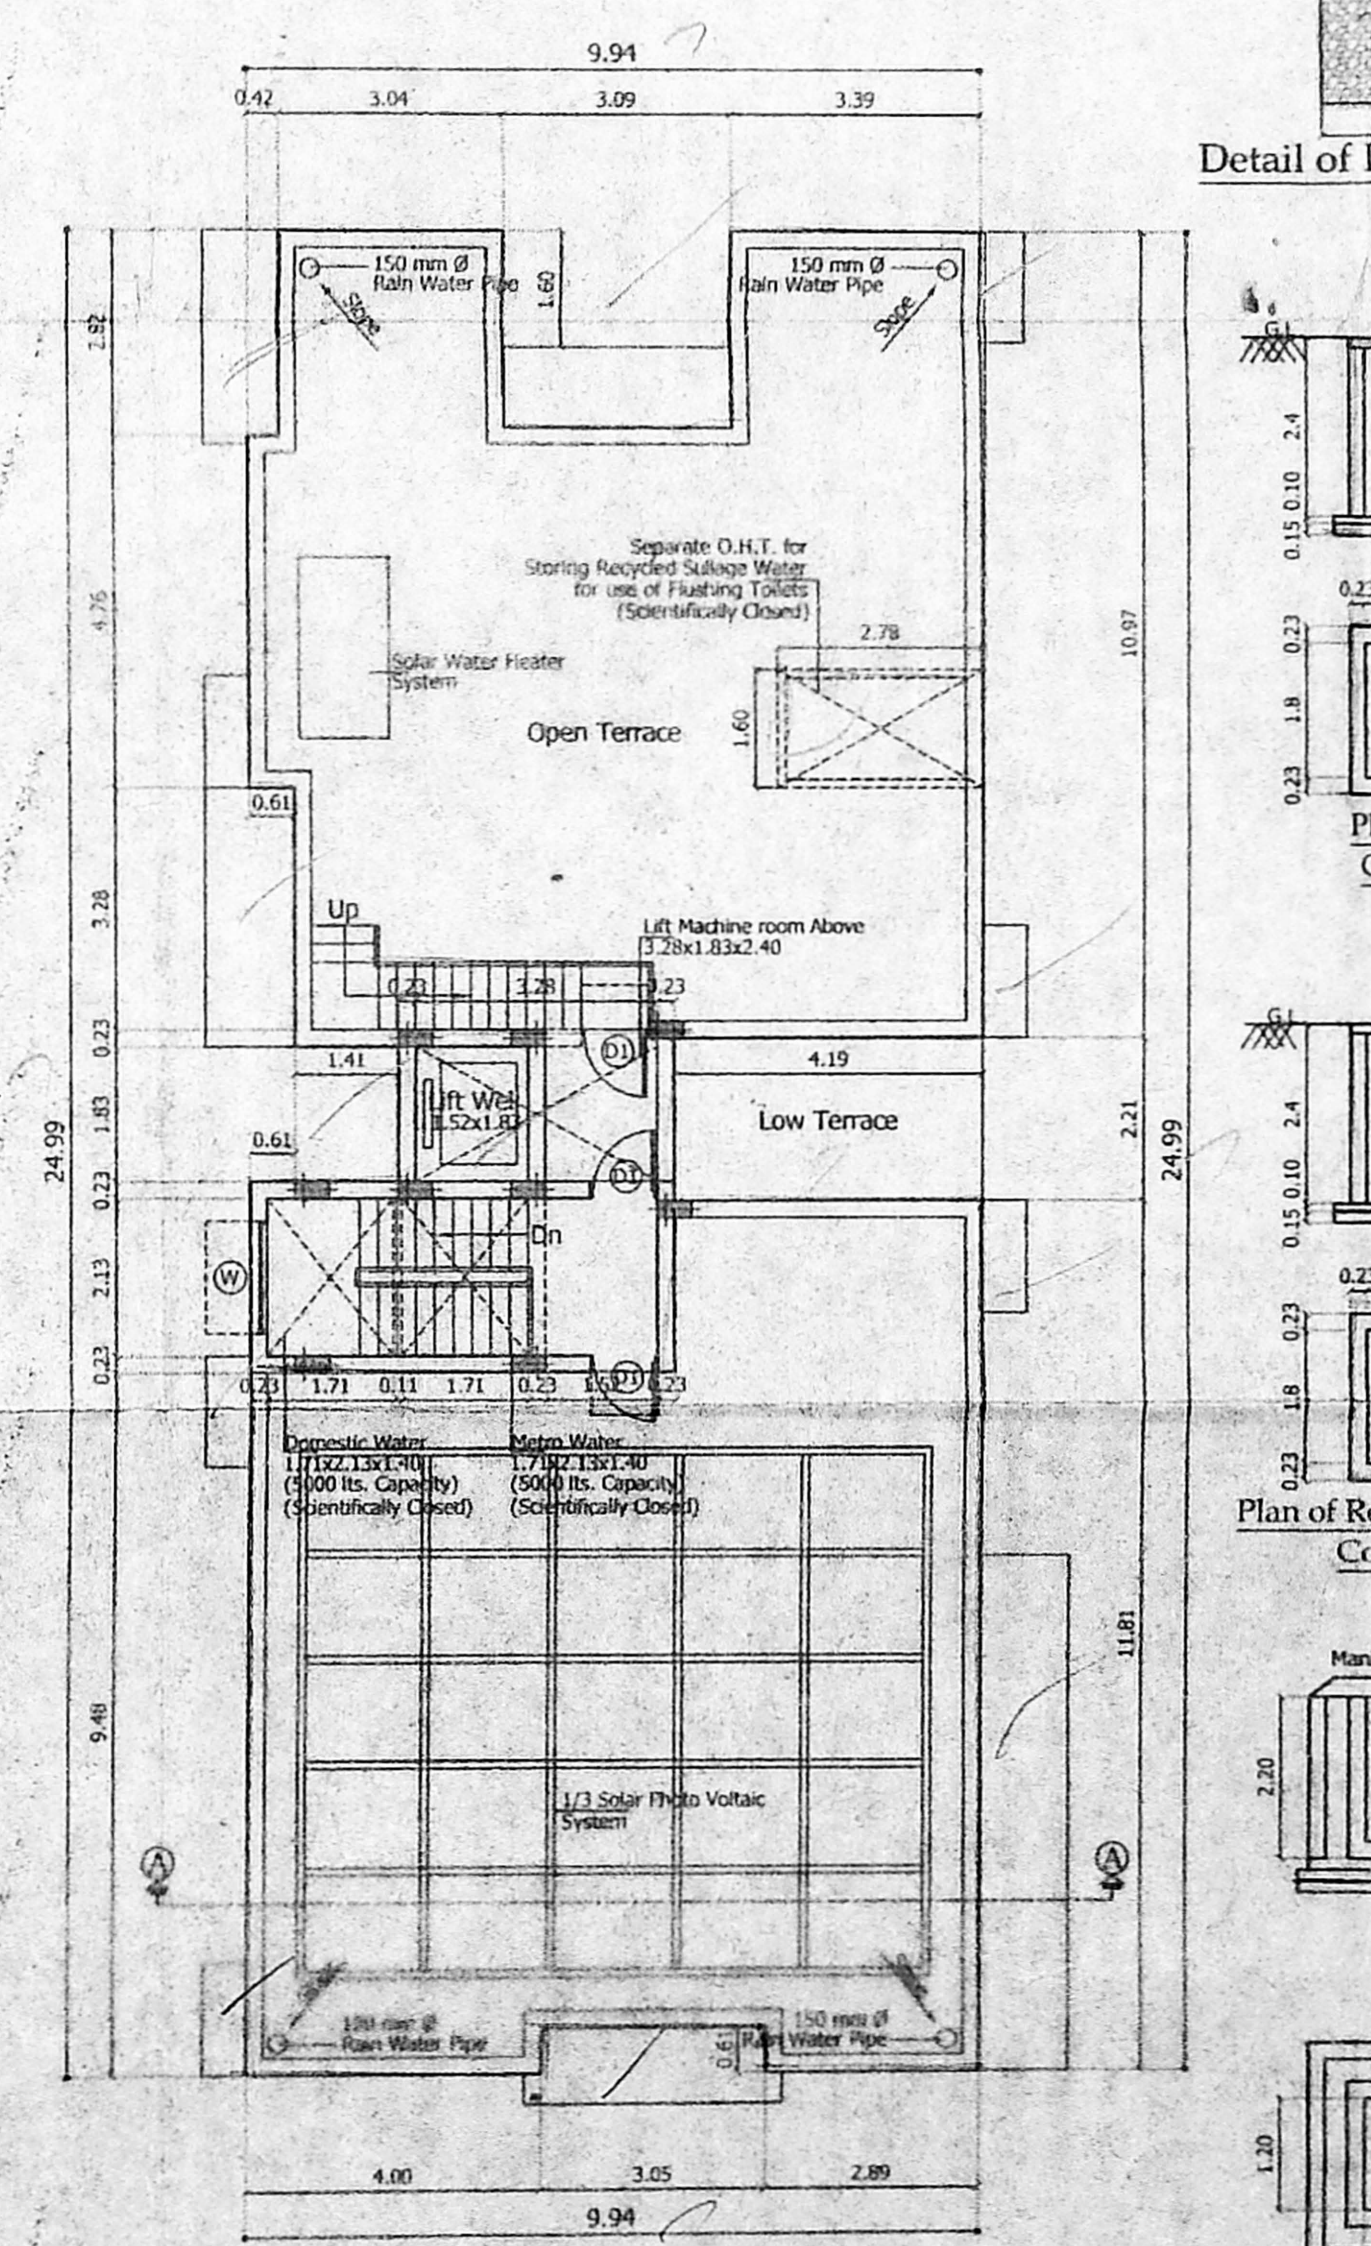 9.94
0.42 3.04 3.09 3.39
Detail of
150 mm Ø
Rain Water Pipe
Slope
1.60
150 mm Ø
Rain Water Pipe
Slope
2.82
G.L
2.4
0.10
0.15
Separate O.H.T. for
Storing Recycled Sullage Water
for use of Flushing Toilets
(Scientifically Closed)
4.76
10.97
2.78
0.23
0.23
1.8
0.23
Solar Water Heater
System
Open Terrace
1.60
0.61
3.28
Up
Lift Machine room Above
3.28x1.83x2.40
0.23 3.28 0.23
G.L
0.23
D1
1.41
4.19
Lift Well
1.52x1.83
Low Terrace
1.83
2.21
2.4
0.10
0.15
24.99
24.99
0.61
0.23
D1
Dn
W
2.13
0.23
1.8
0.23
0.23
D1
0.23 1.71 0.11 1.71 0.23 0.23
Domestic Water
1.71x2.13x1.40
(5000 lts. Capacity)
(Scientifically Closed)
Metro Water
1.71x2.13x1.40
(5000 lts. Capacity)
(Scientifically Closed)
Plan of
11.81
9.48
2.20
1/3 Solar Photo Voltaic
System
A
A
Rain Water Pipe
150 mm Ø
Rain Water Pipe
0.61
1.20
4.00 3.05 2.89
9.94